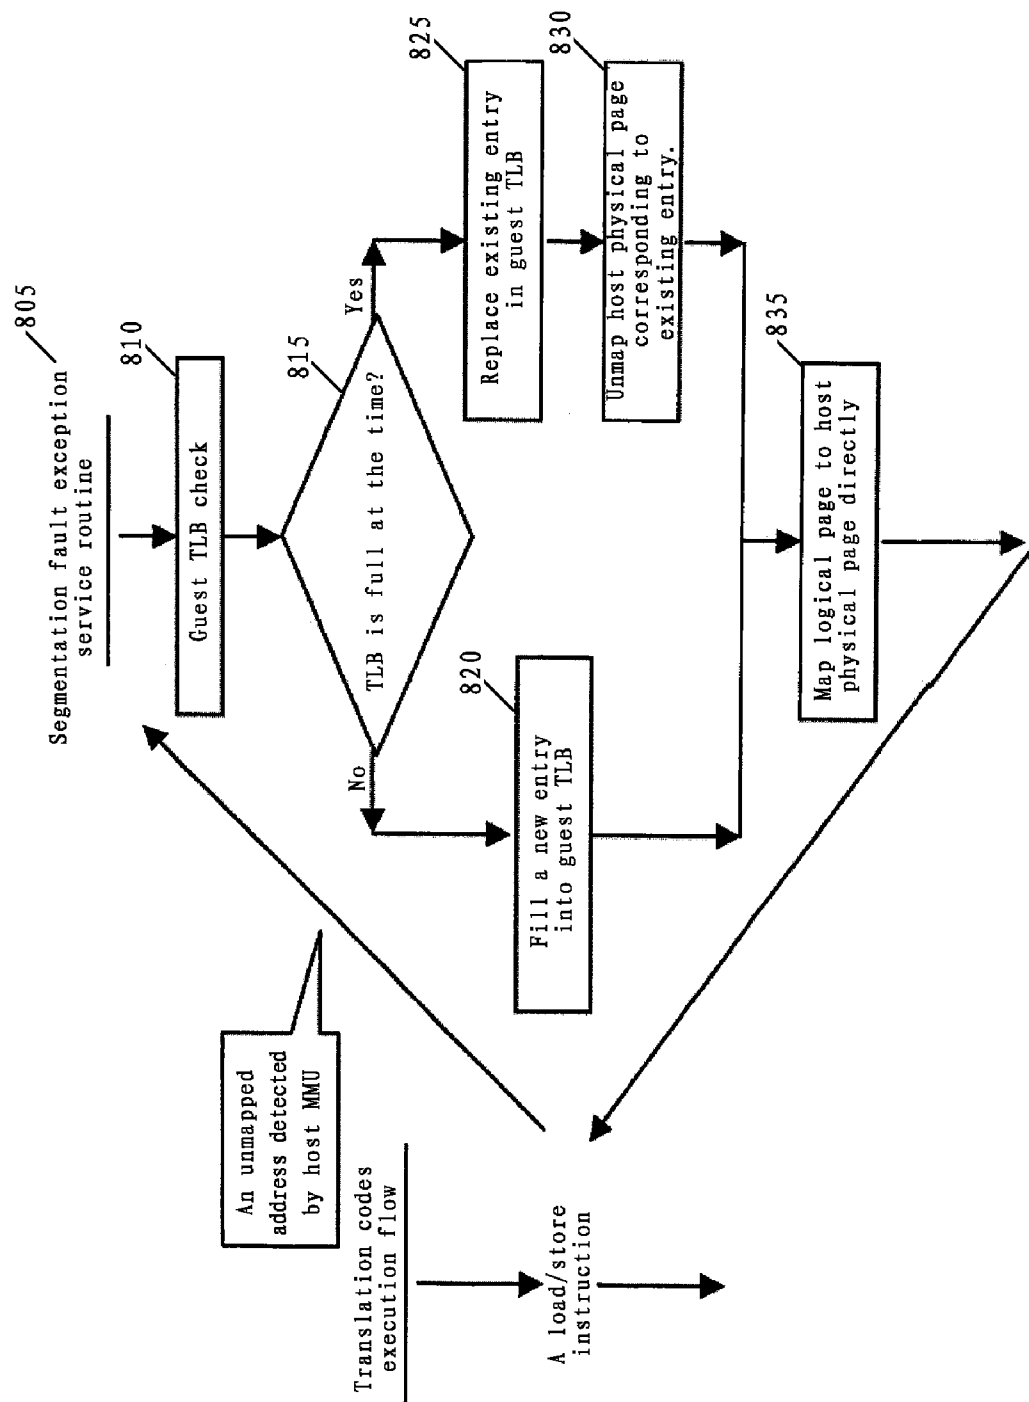 Translation codes
execution flow
A load/store
instruction
An unmapped
address detected
by host MMU
Segmentation fault exception
service routine
805
Guest TLB check
810
TLB is full at the time?
815
No
Yes
Fill a new entry
into guest TLB
820
Replace existing entry
in guest TLB
825
Unmap host physical page
corresponding to
existing entry.
830
Map logical page to host
physical page directly
835